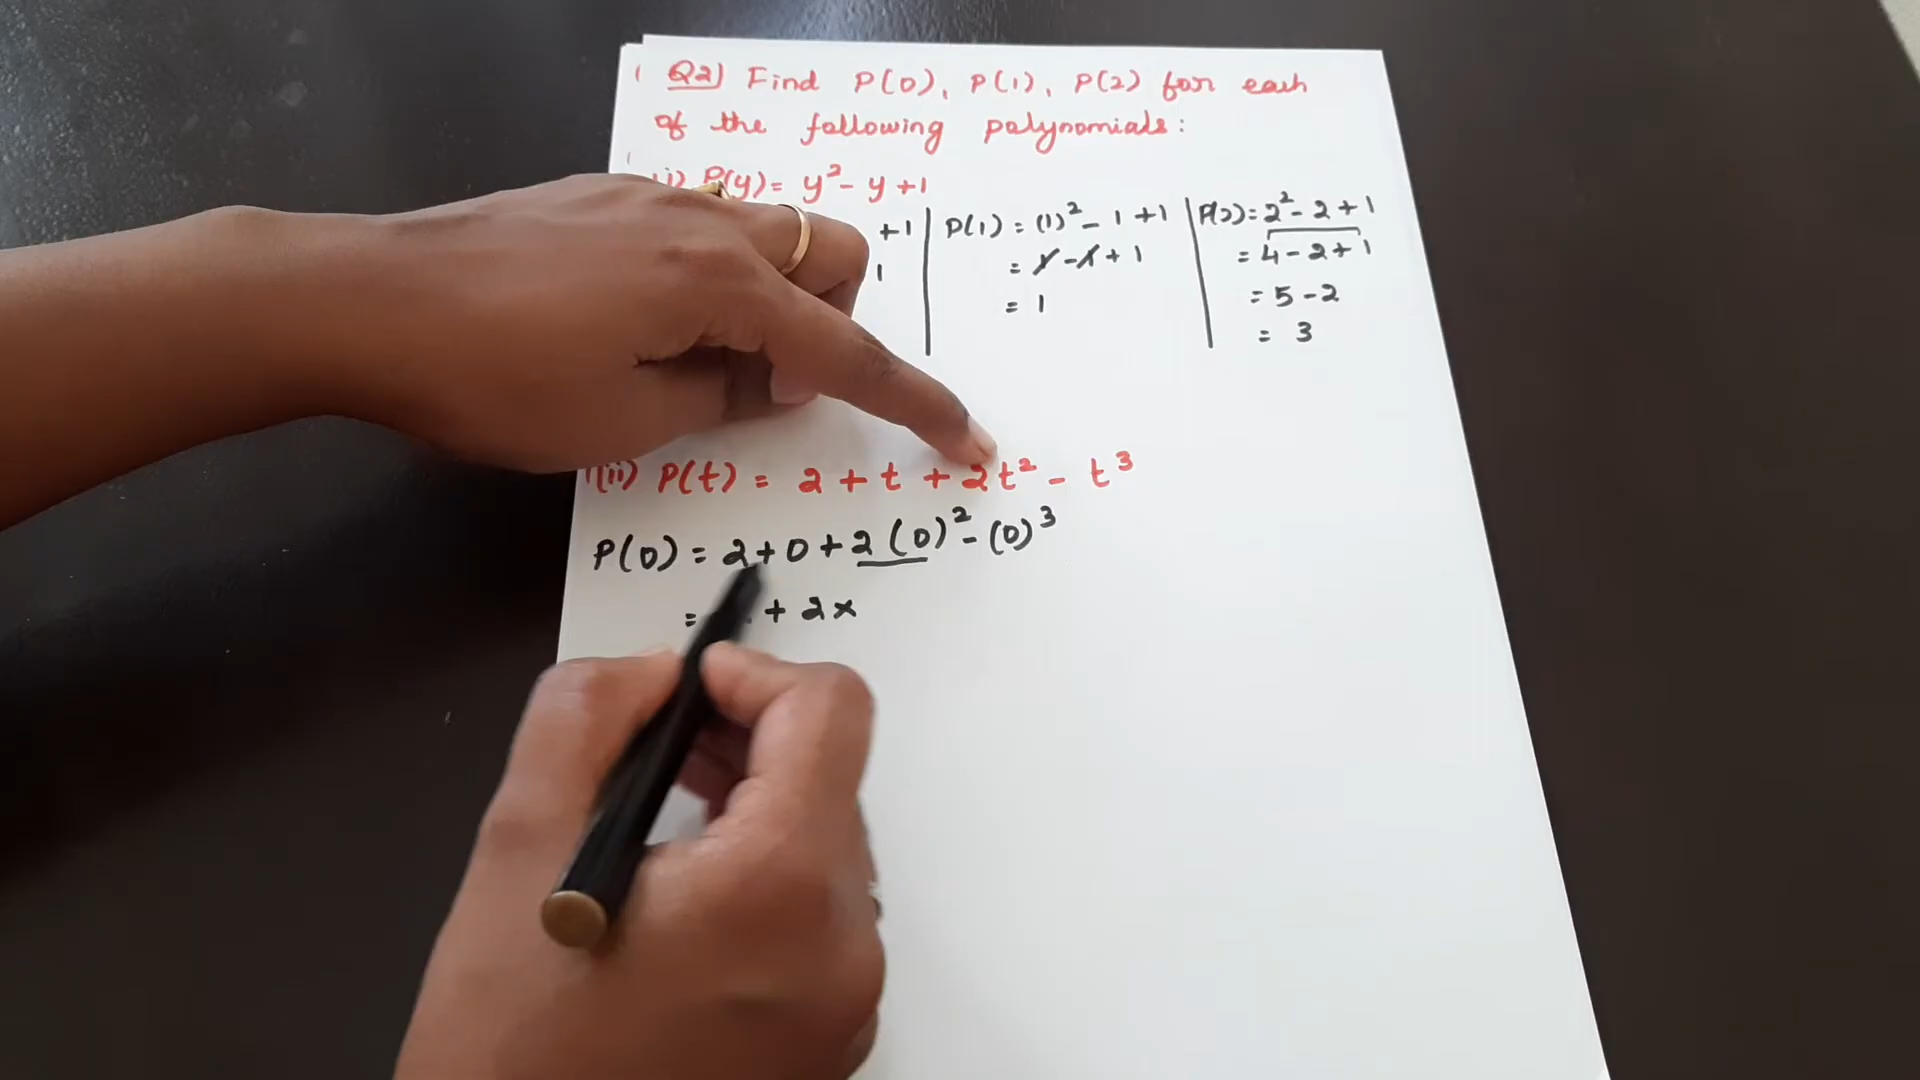 Q2) Find P(0), P(1), P(2) for each
of the following polynomials:
i) P(y) = y² - y + 1
+1
1
P(1) = (1)² - 1 + 1
= 1 - 1 + 1
= 1
P(2) = 2² - 2 + 1
= 4 - 2 + 1
= 5 - 2
= 3
(ii) P(t) = 2 + t + 2t² - t³
P(0) = 2 + 0 + 2(0)² - (0)³
= + 2x